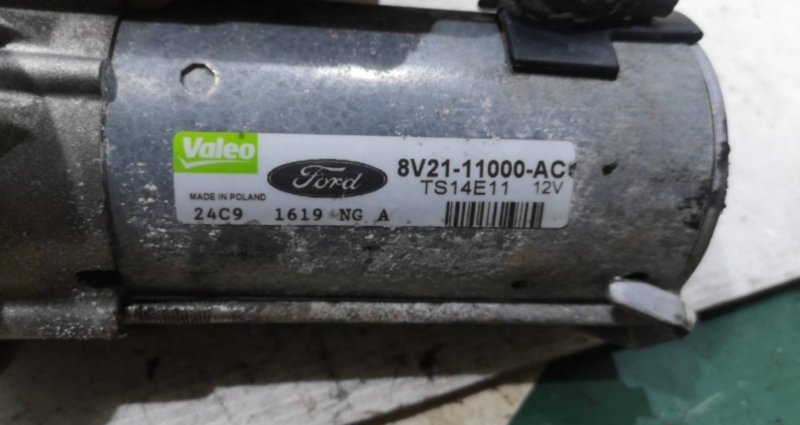 Valeo
Ford
8V21-11000-AC
TS14E11 12V
MADE IN POLAND
24C9 1619 NG A